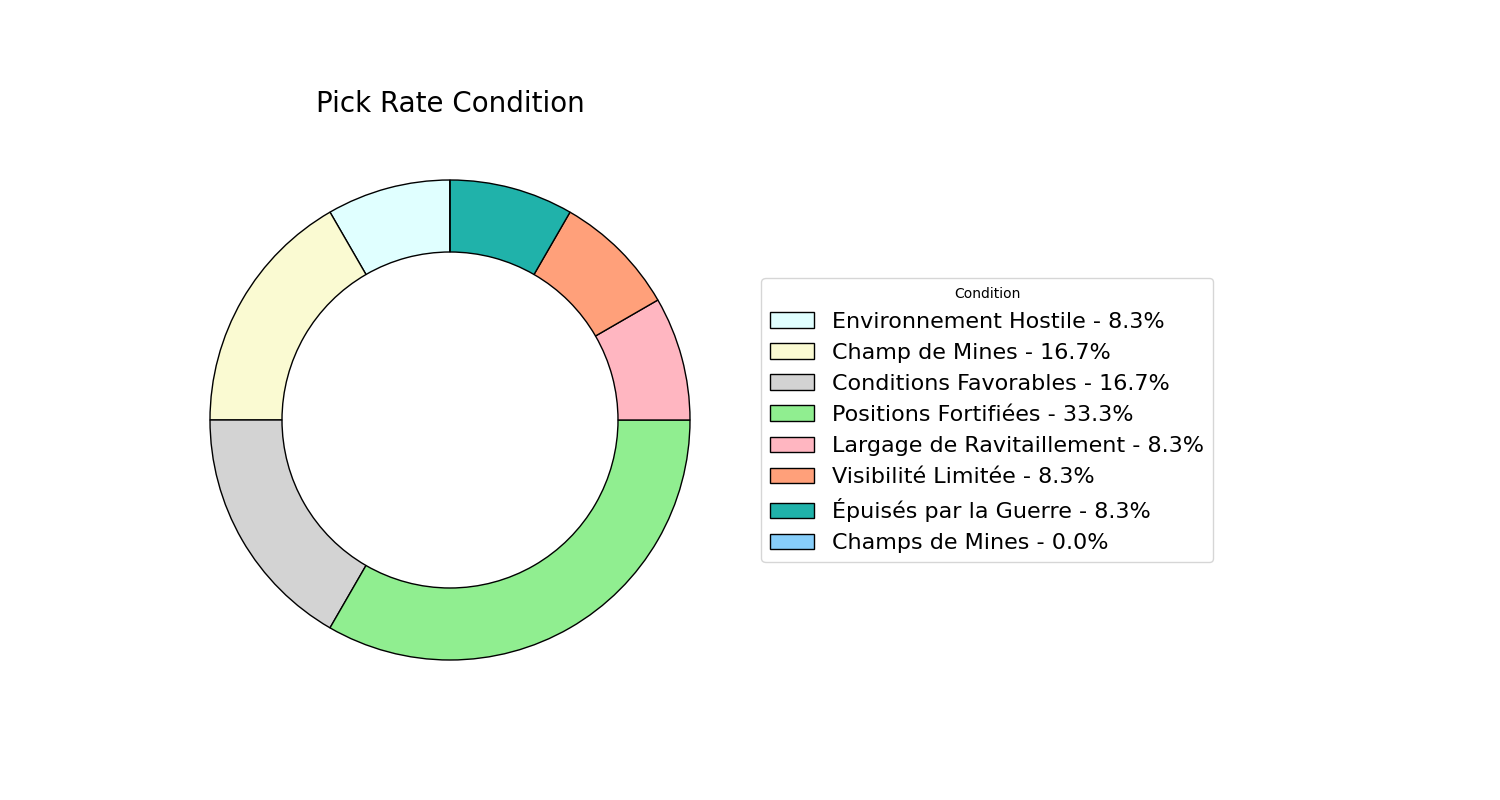 Pick Rate Condition
Condition
Environnement Hostile - 8.3%
Champ de Mines - 16.7%
Conditions Favorables - 16.7%
Positions Fortifiées - 33.3%
Largage de Ravitaillement - 8.3%
Visibilité Limitée - 8.3%
Épuisés par la Guerre - 8.3%
Champs de Mines - 0.0%